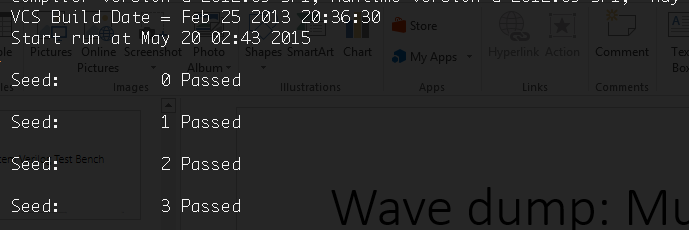 VCS Build Date = Feb 25 2013 20:36:30
Start run at May 20 02:43 2015
Store
Pictures
Online
Pictures
Screenshot
Photo
Album
Shapes
SmartArt
Chart
My Apps
Hyperlink
Action
Comment
Text
Images
Illustrations
Apps
Links
Comments
Seed: 0 Passed
Seed: 1 Passed
Test Bench
Seed: 2 Passed
Seed: 3 Passed
Wave dump: Mu